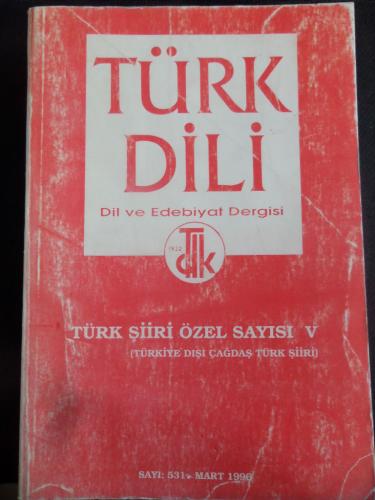 TÜRK
DİLİ
Dil ve Edebiyat Dergisi
1932
TDk
TÜRK ŞİİRİ ÖZEL SAYISI V
(TÜRKİYE DIŞI ÇAĞDAŞ TÜRK ŞİİRİ)
SAYI: 531 • MART 1996